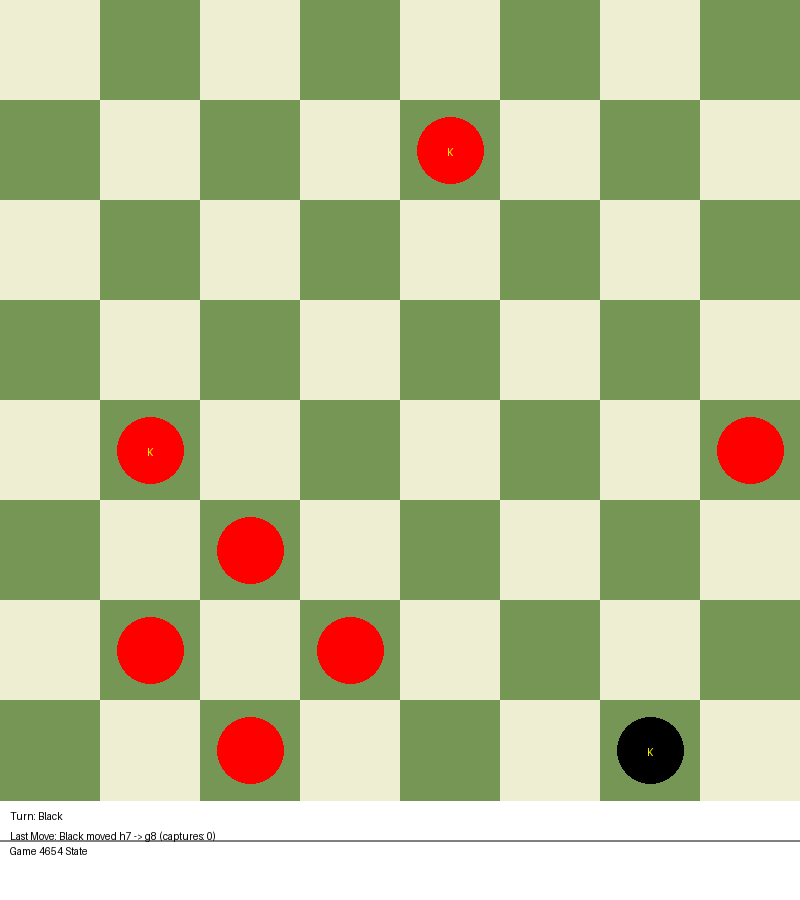 K
K
K
Turn: Black
Last Move: Black moved h7 -> g8 (captures: 0)
Game 4654 State